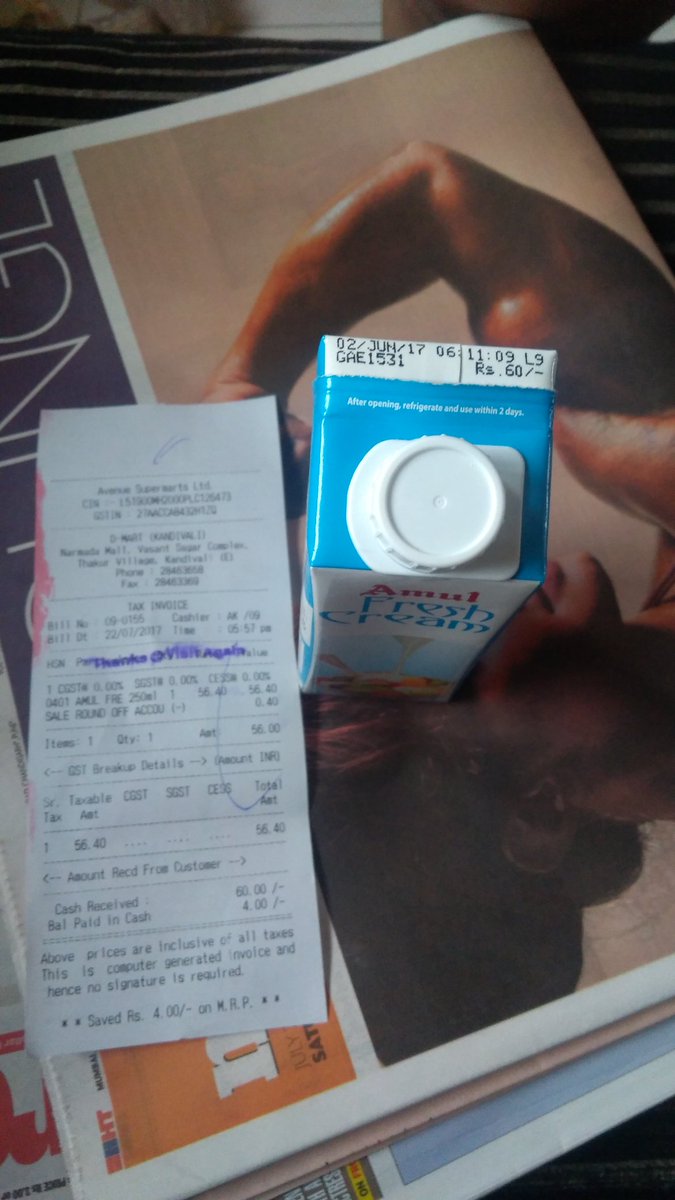 02/JUN/17 06:11:09 L9
GAE1531 Rs.60/-
After opening, refrigerate and use within 2 days.
Amul
Fresh
Cream
Avenue Supermarts Ltd.
CIN :- L51900MH2000PLC126473
GSTIN : 27AACCA8432H1ZQ
D-MART (KANDIVALI)
Narmada Mall, Vasant Sagar Complex,
Thakur Village, Kandivali (E)
Phone : 28463658
Fax : 28463369
TAX INVOICE
Bill No : 09-0155 Cashier : AK /09
Bill Dt : 22/07/2017 Time : 05:57 pm
Thanks @ Visit Again
HSN Value
1 CGST# 0.00% SGST# 0.00% CESS# 0.00%
0401 AMUL FRE 250ml 1 56.40 56.40
SALE ROUND OFF ACCOU (-) 0.40
Items: 1 Qty: 1 Amt 56.00
<-- GST Breakup Details --> (Amount INR)
Sr. Taxable CGST SGST CESS Total
Tax Amt Amt
1 56.40 .... .... .... 56.40
<-- Amount Recd From Customer -->
Cash Received : 60.00 /-
Bal Paid in Cash 4.00 /-
Above prices are inclusive of all taxes
This is computer generated invoice and
hence no signature is required.
* * Saved Rs. 4.00/- on M.R.P. * *
JULY
SAT
HT